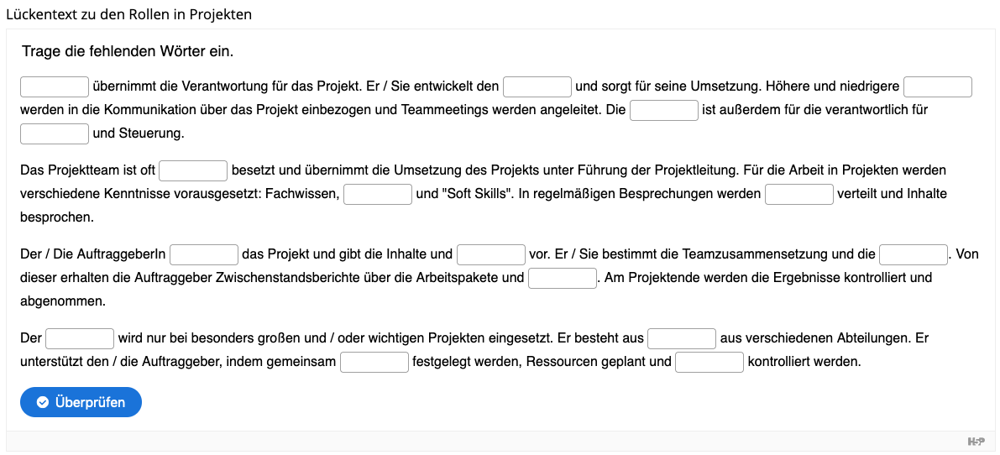 Lückentext zu den Rollen in Projekten
Trage die fehlenden Wörter ein.
übernimmt die Verantwortung für das Projekt. Er / Sie entwickelt den und sorgt für seine Umsetzung. Höhere und niedrigere
werden in die Kommunikation über das Projekt einbezogen und Teammeetings werden angeleitet. Die ist außerdem für die verantwortlich für
und Steuerung.
Das Projektteam ist oft besetzt und übernimmt die Umsetzung des Projekts unter Führung der Projektleitung. Für die Arbeit in Projekten werden
verschiedene Kenntnisse vorausgesetzt: Fachwissen, und "Soft Skills". In regelmäßigen Besprechungen werden verteilt und Inhalte
besprochen.
Der / Die AuftraggeberIn das Projekt und gibt die Inhalte und vor. Er / Sie bestimmt die Teamzusammensetzung und die . Von
dieser erhalten die Auftraggeber Zwischenstandsberichte über die Arbeitspakete und . Am Projektende werden die Ergebnisse kontrolliert und
abgenommen.
Der wird nur bei besonders großen und / oder wichtigen Projekten eingesetzt. Er besteht aus aus verschiedenen Abteilungen. Er
unterstützt den / die Auftraggeber, indem gemeinsam festgelegt werden, Ressourcen geplant und kontrolliert werden.
Überprüfen
H5P